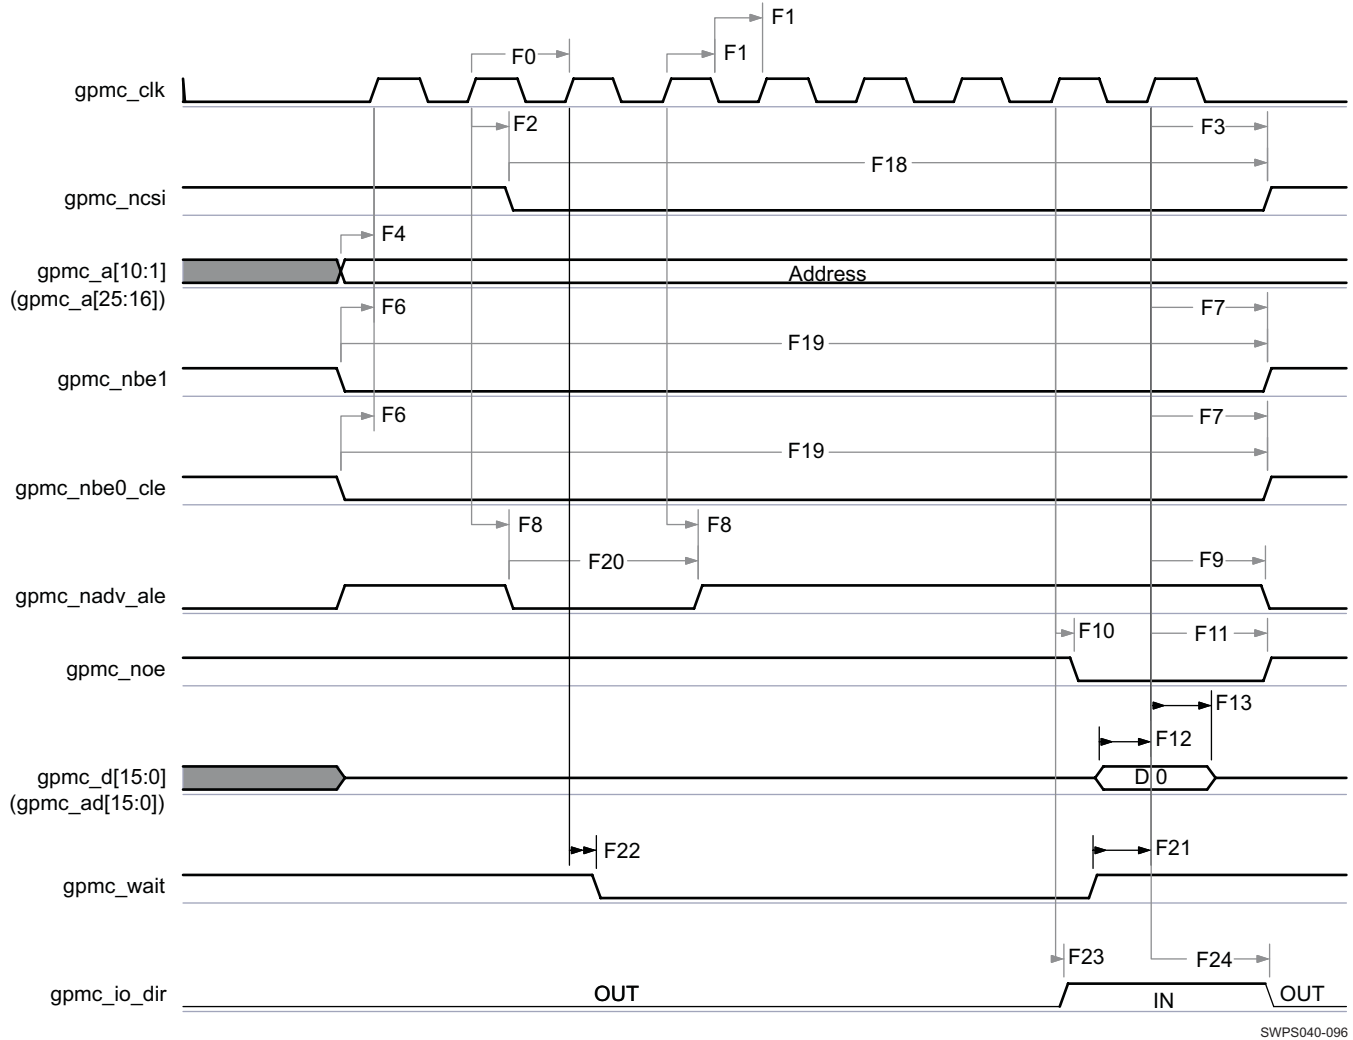 F1
F0 F1
gpmc_clk
F2 F3
F18
gpmc_ncsi
F4
gpmc_a[10:1] Address
(gpmc_a[25:16])
F6 F7
F19
gpmc_nbe1
F6 F7
F19
gpmc_nbe0_cle
F8 F8
F20 F9
gpmc_nadv_ale
F10 F11
gpmc_noe
F13
F12
gpmc_d[15:0] D 0
(gpmc_ad[15:0])
F22 F21
gpmc_wait
F23 F24
gpmc_io_dir OUT IN OUT
SWPS040-096